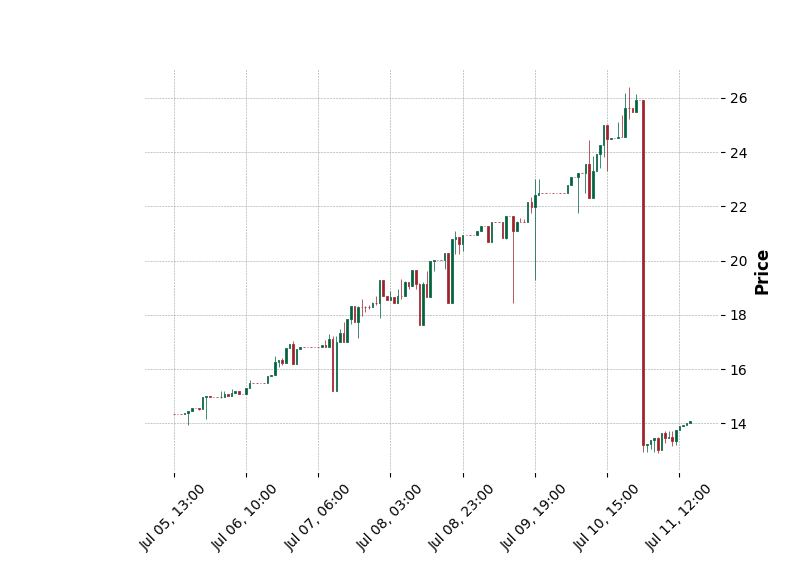 26
24
22
20
18
16
14
Price
Jul 05, 13:00
Jul 06, 10:00
Jul 07, 06:00
Jul 08, 03:00
Jul 08, 23:00
Jul 09, 19:00
Jul 10, 15:00
Jul 11, 12:00